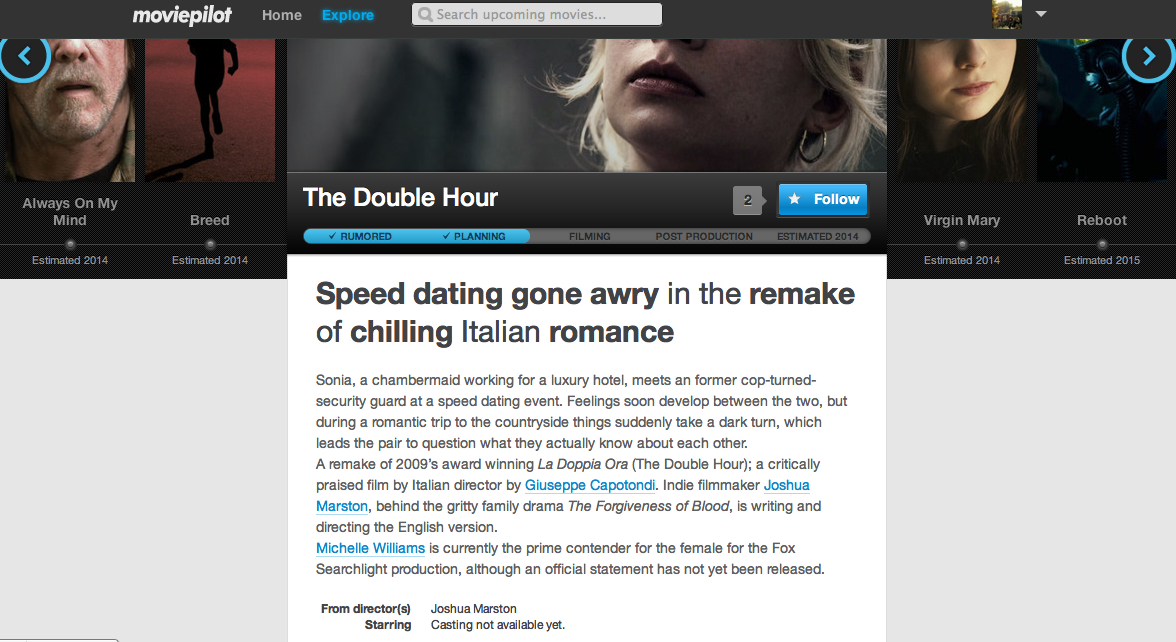 moviepilot Home Explore Search upcoming movies...
Always On My
Mind
Estimated 2014
Breed
Estimated 2014
The Double Hour
2 Follow
✓ RUMORED ✓ PLANNING FILMING POST PRODUCTION ESTIMATED 2014
Virgin Mary
Estimated 2014
Reboot
Estimated 2015
Speed dating gone awry in the remake
of chilling Italian romance
Sonia, a chambermaid working for a luxury hotel, meets an former cop-turned-
security guard at a speed dating event. Feelings soon develop between the two, but
during a romantic trip to the countryside things suddenly take a dark turn, which
leads the pair to question what they actually know about each other.
A remake of 2009's award winning La Doppia Ora (The Double Hour); a critically
praised film by Italian director by Giuseppe Capotondi. Indie filmmaker Joshua
Marston, behind the gritty family drama The Forgiveness of Blood, is writing and
directing the English version.
Michelle Williams is currently the prime contender for the female for the Fox
Searchlight production, although an official statement has not yet been released.
From director(s) Joshua Marston
Starring Casting not available yet.